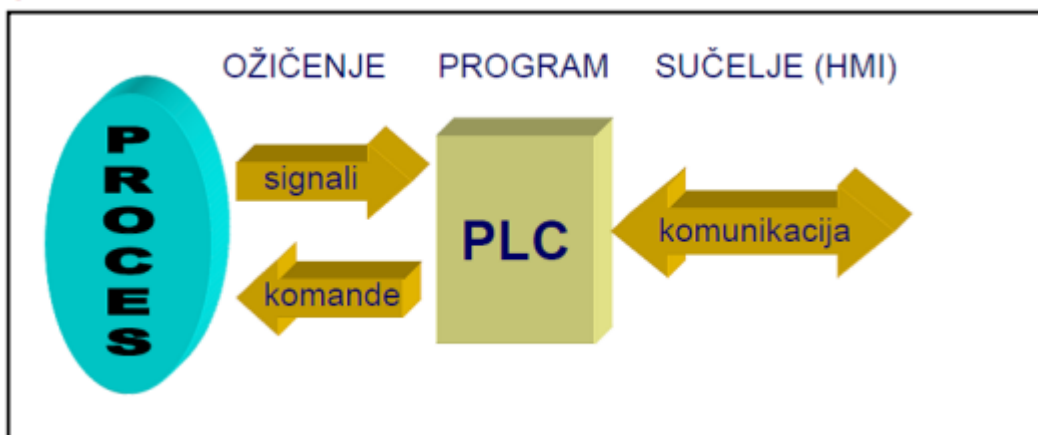 OŽIČENJE PROGRAM SUČELJE (HMI)
PROCES
signali
komande
PLC
komunikacija